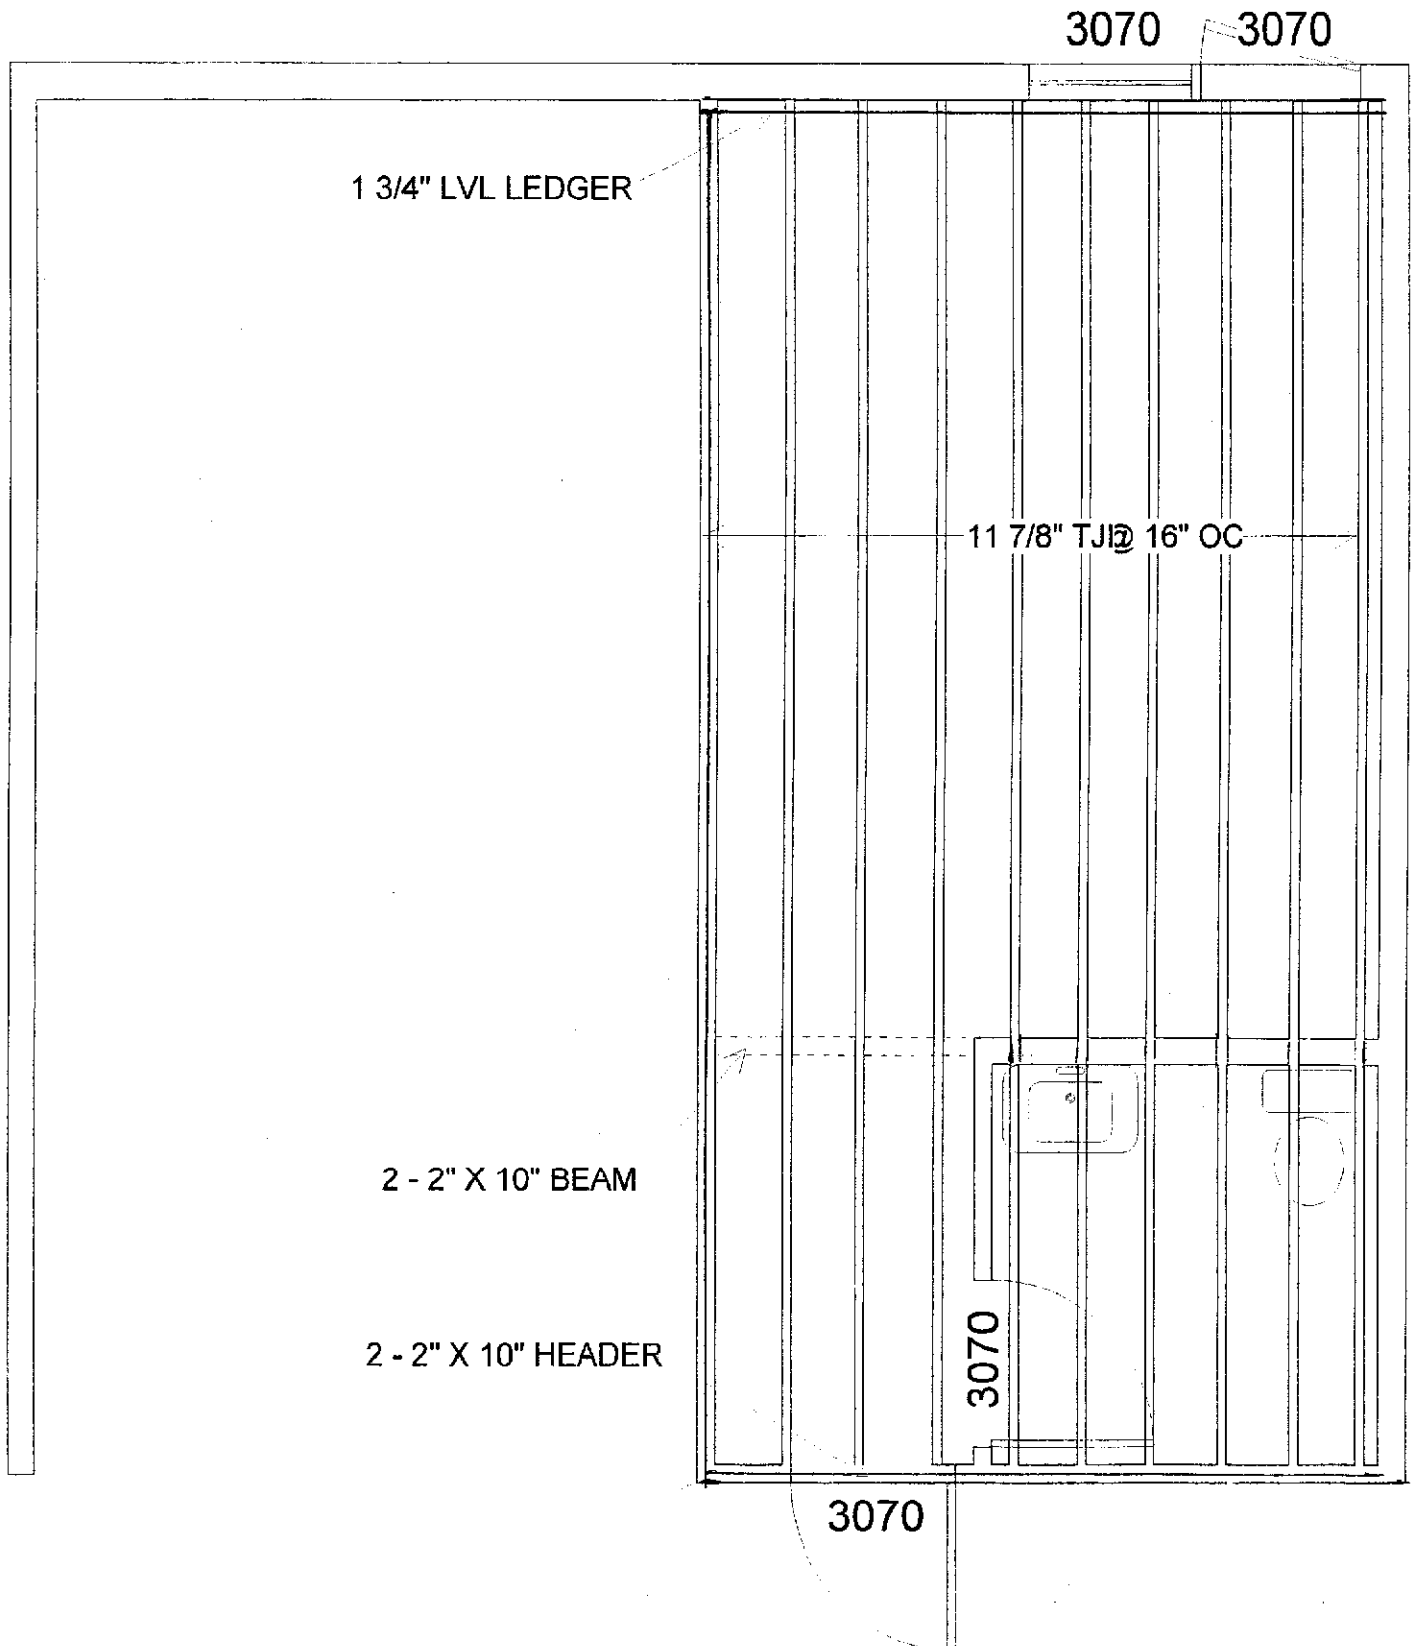 3070 3070
1 3/4" LVL LEDGER
11 7/8" TJI@ 16" OC
2 - 2" X 10" BEAM
2 - 2" X 10" HEADER
3070
3070